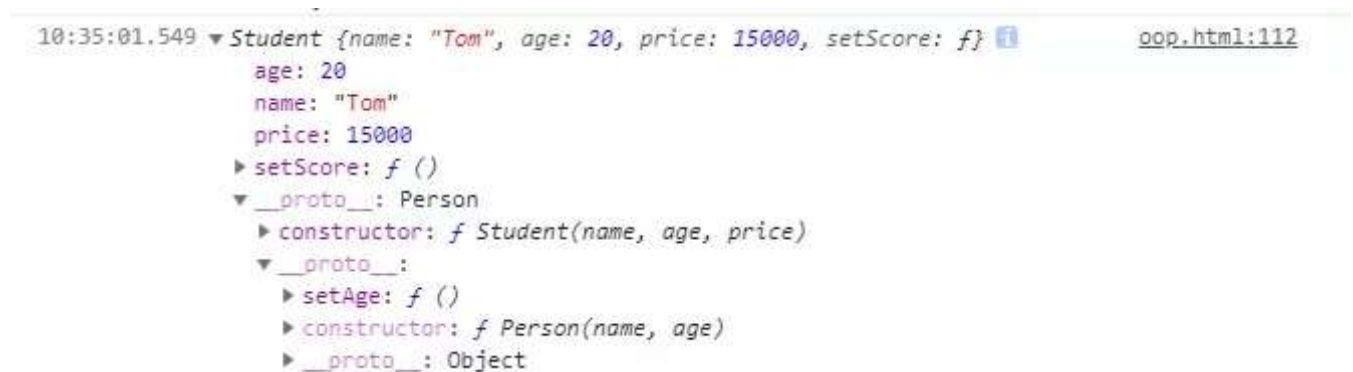 10:35:01.549 ▼ Student {name: "Tom", age: 20, price: 15000, setScore: ƒ} i oop.html:112
age: 20
name: "Tom"
price: 15000
▶ setScore: ƒ ()
▼ __proto__: Person
▶ constructor: ƒ Student(name, age, price)
▼ __proto__:
▶ setAge: ƒ ()
▶ constructor: ƒ Person(name, age)
▶ __proto__: Object